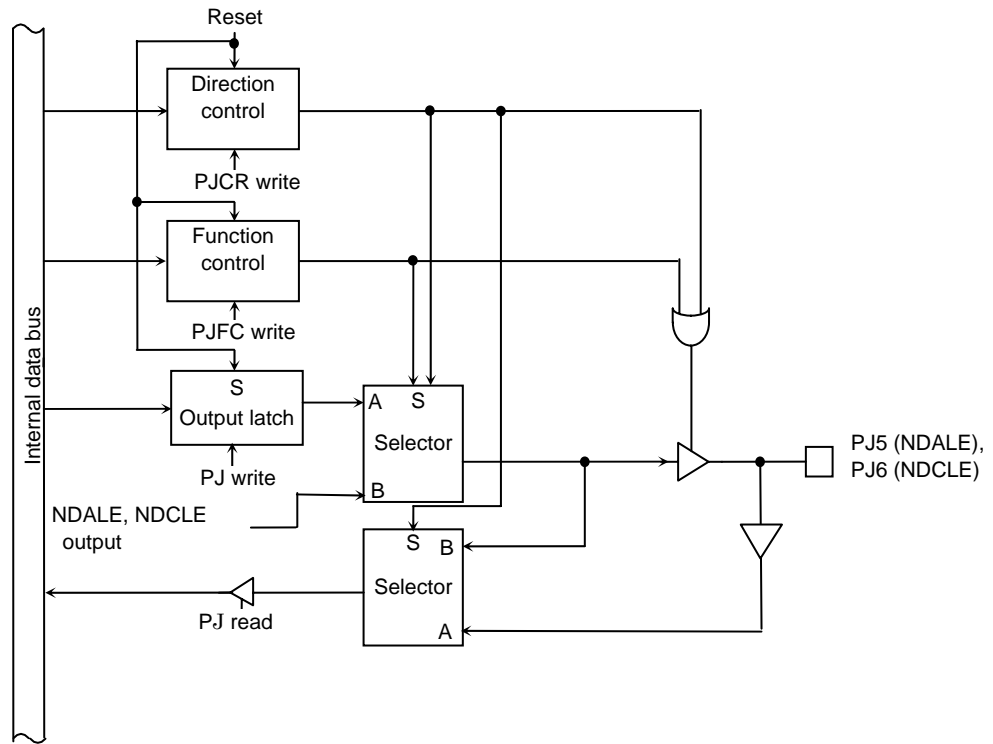 Reset
Direction
control
PJCR write
Function
control
PJFC write
Internal data bus
S
Output latch
PJ write
A S
Selector
B
NDALE, NDCLE
output
PJ5 (NDALE),
PJ6 (NDCLE)
S B
Selector
A
PJ read